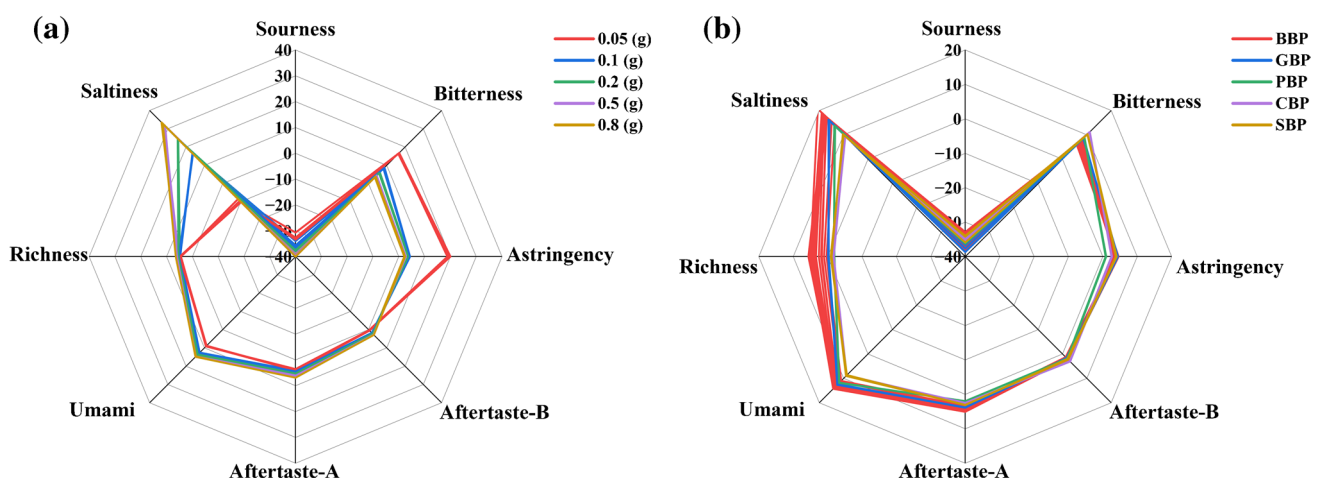 (a)
Sourness
Bitterness
Astringency
Aftertaste-B
Aftertaste-A
Umami
Richness
Saltiness
40
30
20
10
0
−10
−20
−40
0.05 (g)
0.1 (g)
0.2 (g)
0.5 (g)
0.8 (g)
(b)
Sourness
Bitterness
Astringency
Aftertaste-B
Aftertaste-A
Umami
Richness
Saltiness
20
10
0
−10
−20
−40
BBP
GBP
PBP
CBP
SBP